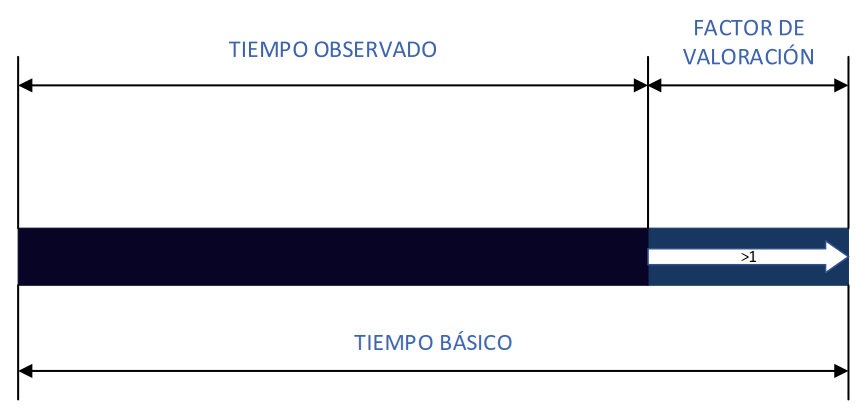 TIEMPO OBSERVADO
FACTOR DE
VALORACIÓN
>1
TIEMPO BÁSICO